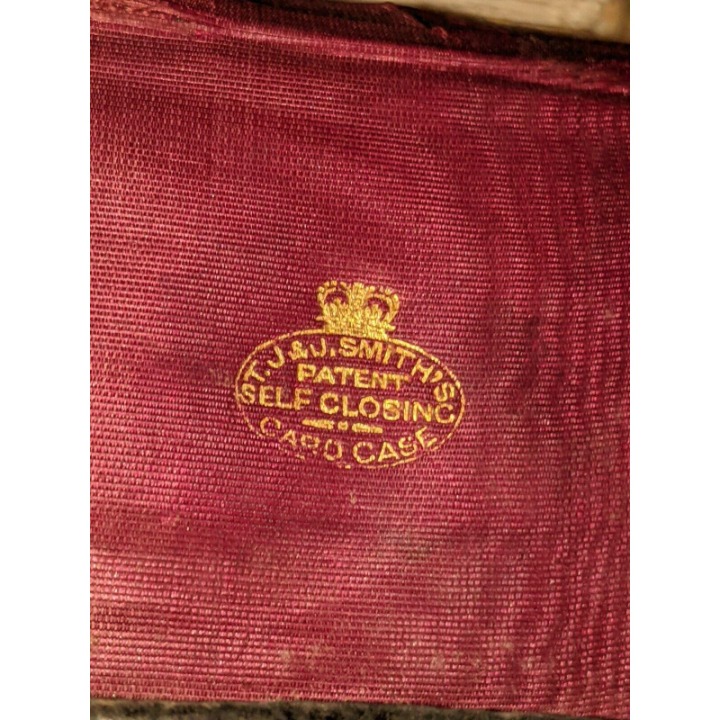 T.J. & J. SMITH'S
PATENT
SELF CLOSING
CARD CASE